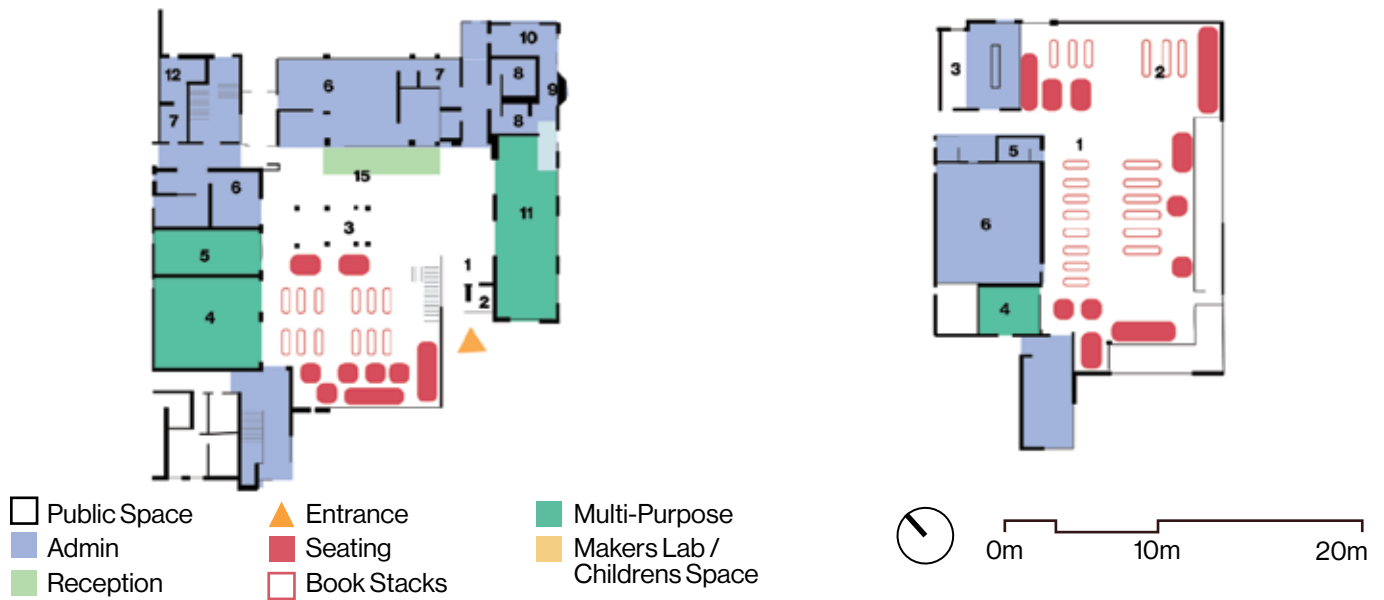 10
12
6
7
8
9
7
8
15
6
11
3
5
1
2
4
3
2
1
5
6
4
Public Space
Entrance
Multi-Purpose
Admin
Seating
Makers Lab /
Childrens Space
Reception
Book Stacks
0m
10m
20m